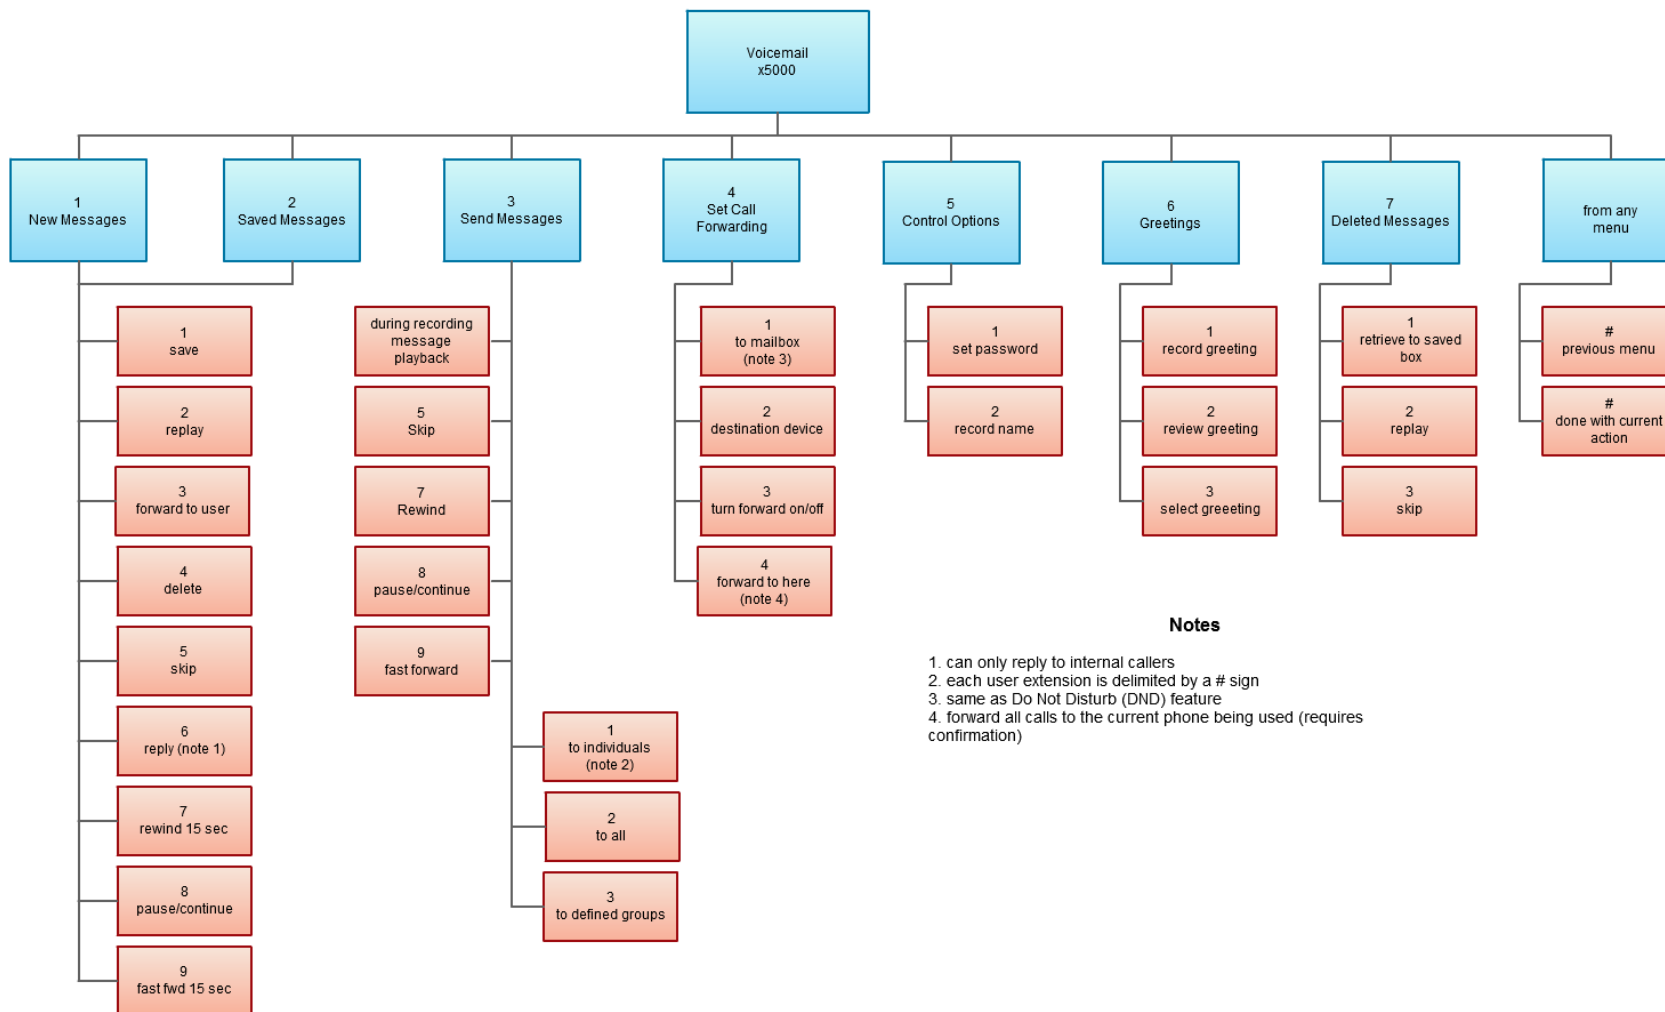 Voicemail
x5000
1
New Messages
2
Saved Messages
3
Send Messages
4
Set Call
Forwarding
5
Control Options
6
Greetings
7
Deleted Messages
from any
menu
1
save
2
replay
3
forward to user
4
delete
5
skip
6
reply (note 1)
7
rewind 15 sec
8
pause/continue
9
fast fwd 15 sec
during recording
message
playback
5
Skip
7
Rewind
8
pause/continue
9
fast forward
1
to individuals
(note 2)
2
to all
3
to defined groups
1
to mailbox
(note 3)
2
destination device
3
turn forward on/off
4
forward to here
(note 4)
1
set password
2
record name
1
record greeting
2
review greeting
3
select greeeting
1
retrieve to saved
box
2
replay
3
skip
#
previous menu
#
done with current
action
Notes
1. can only reply to internal callers
2. each user extension is delimited by a # sign
3. same as Do Not Disturb (DND) feature
4. forward all calls to the current phone being used (requires
confirmation)